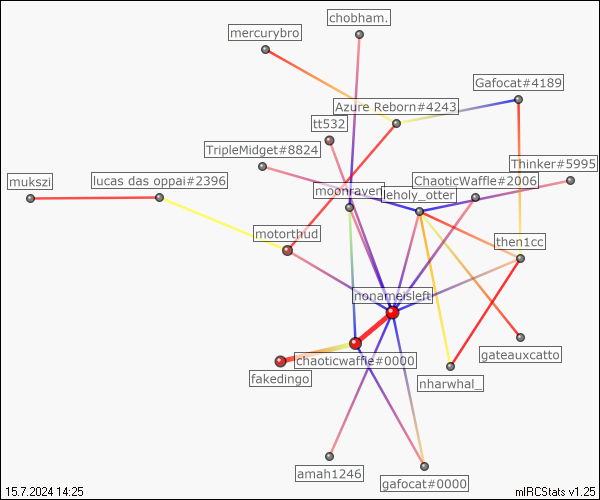 chobham.
mercurybro
Gafocat#4189
Azure Reborn#4243
tt532
TripleMidget#8824
Thinker#5995
mukszi
lucas das oppai#2396
ChaoticWaffle#2006
moonraven
leholy_otter
motorthud
then1cc
nonameisleft
chaoticwaffle#0000
gateauxcatto
fakedingo
nharwhal_
amah1246
gafocat#0000
15.7.2024 14:25
mIRCStats v1.25